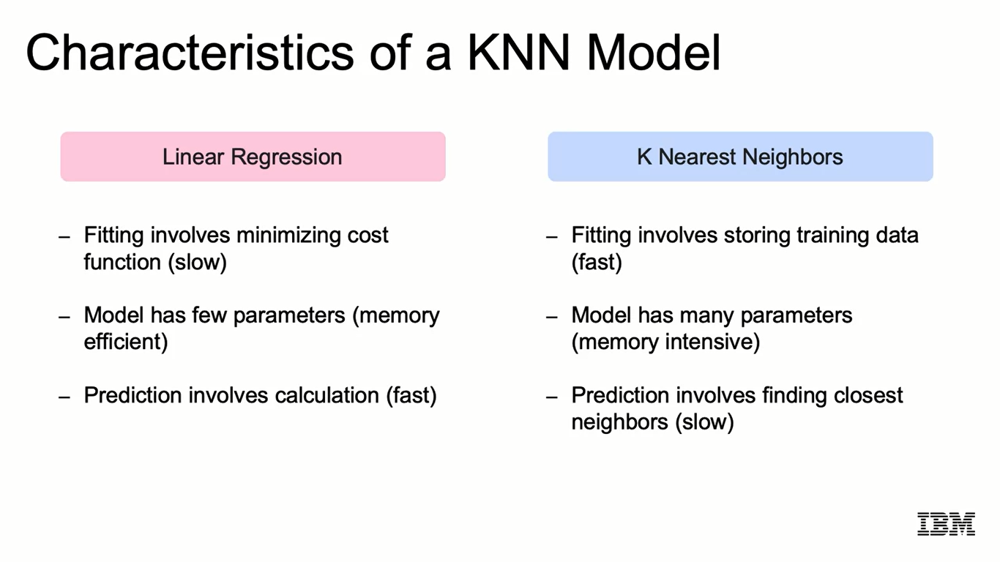 Characteristics of a KNN Model
Linear Regression
– Fitting involves minimizing cost
function (slow)
– Model has few parameters (memory
efficient)
– Prediction involves calculation (fast)
K Nearest Neighbors
– Fitting involves storing training data
(fast)
– Model has many parameters
(memory intensive)
– Prediction involves finding closest
neighbors (slow)
IBM